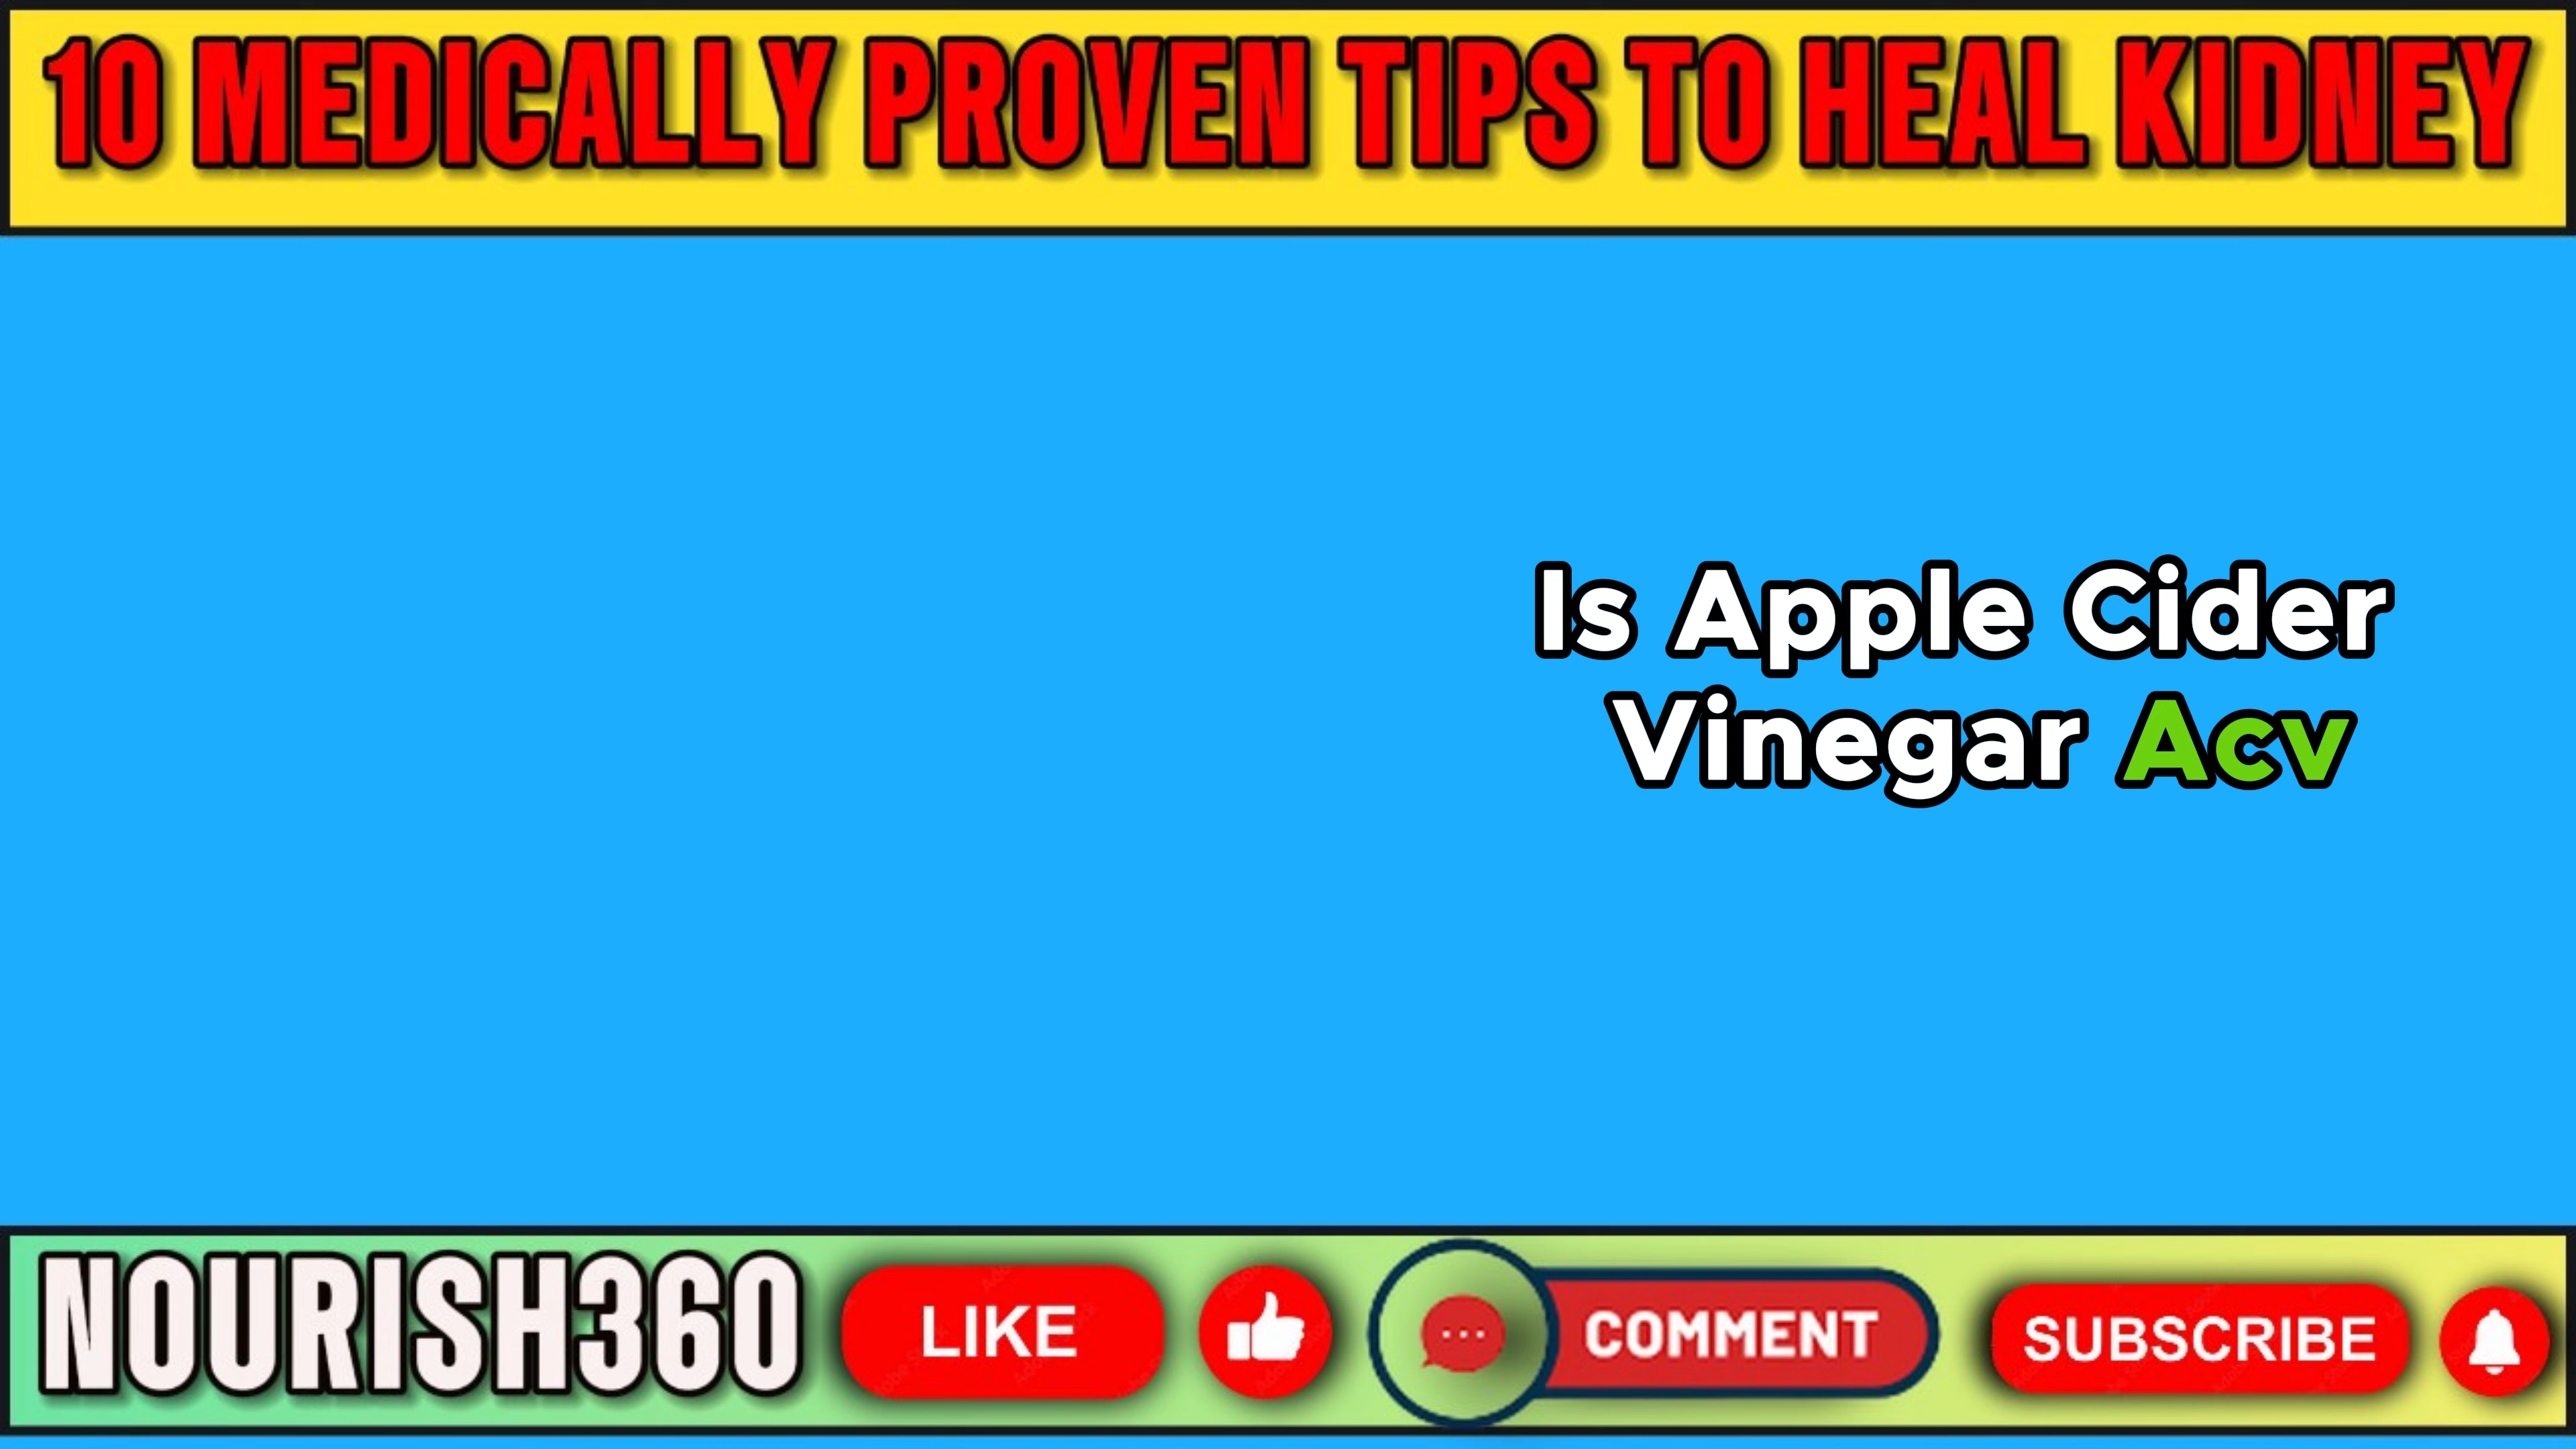 10 MEDICALLY PROVEN TIPS TO HEAL KIDNEY
Is Apple Cider
Vinegar Acv
NOURISH360
LIKE
COMMENT
SUBSCRIBE